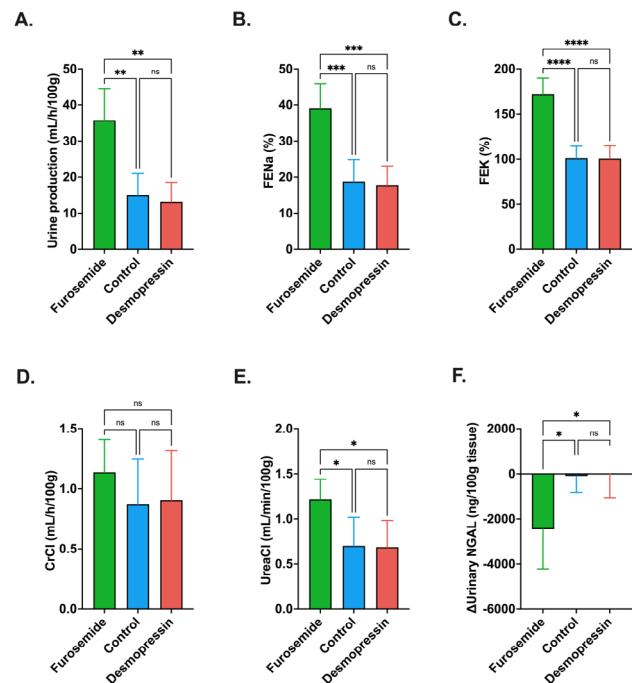 A.
Urine production (mL/h/100g)
50
40
30
20
10
0
**
**
ns
Furosemide
Control
Desmopressin
B.
FENa (%)
50
40
30
20
10
0
***
***
ns
Furosemide
Control
Desmopressin
C.
FEK (%)
200
150
100
50
0
****
****
ns
Furosemide
Control
Desmopressin
D.
CrCl (mL/h/100g)
1.5
1.0
0.5
0.0
ns
ns
ns
Furosemide
Control
Desmopressin
E.
UreaCl (mL/min/100g)
2.0
1.5
1.0
0.5
0.0
*
*
ns
Furosemide
Control
Desmopressin
F.
ΔUrinary NGAL (ng/100g tissue)
2000
0
-2000
-4000
-6000
*
*
ns
Furosemide
Control
Desmopressin